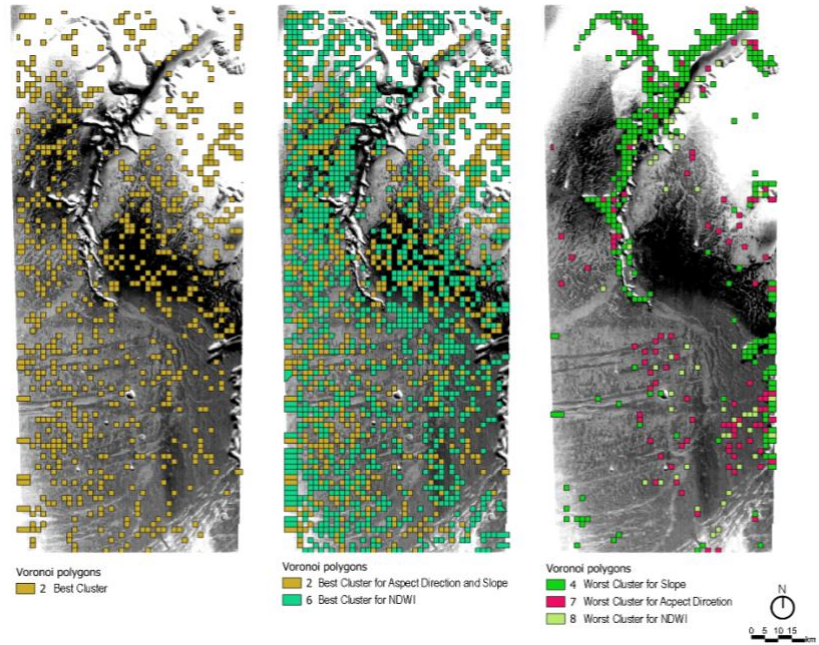 Voronoi polygons
2 Best Cluster
Voronoi polygons
2 Best Cluster for Aspect Direction and Slope
6 Best Cluster for NDWI
Voronoi polygons
4 Worst Cluster for Slope
7 Worst Cluster for Acpect Dircetion
8 Worst Cluster for NDWI
N
0 5 10 15
km